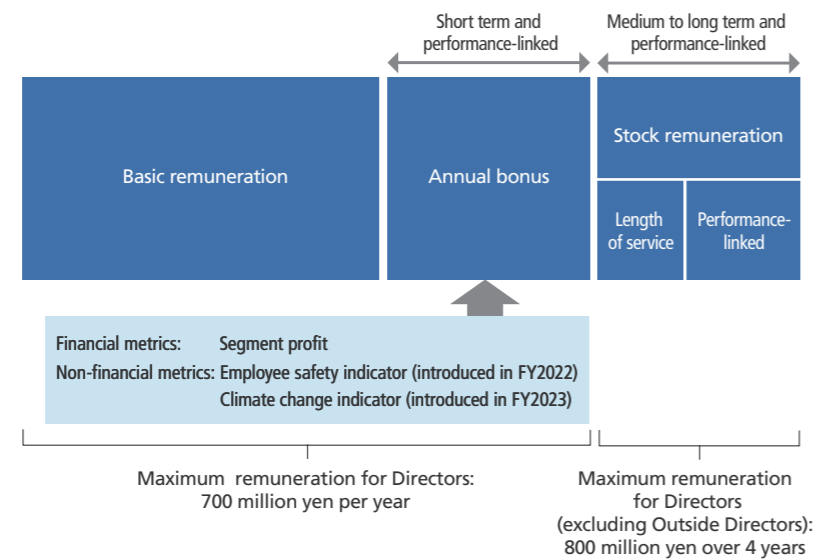 Short term and
performance-linked
Medium to long term and
performance-linked
Basic remuneration
Annual bonus
Stock remuneration
Length
of service
Performance-
linked
Financial metrics: Segment profit
Non-financial metrics: Employee safety indicator (introduced in FY2022)
Climate change indicator (introduced in FY2023)
Maximum remuneration for Directors:
700 million yen per year
Maximum remuneration
for Directors
(excluding Outside Directors):
800 million yen over 4 years